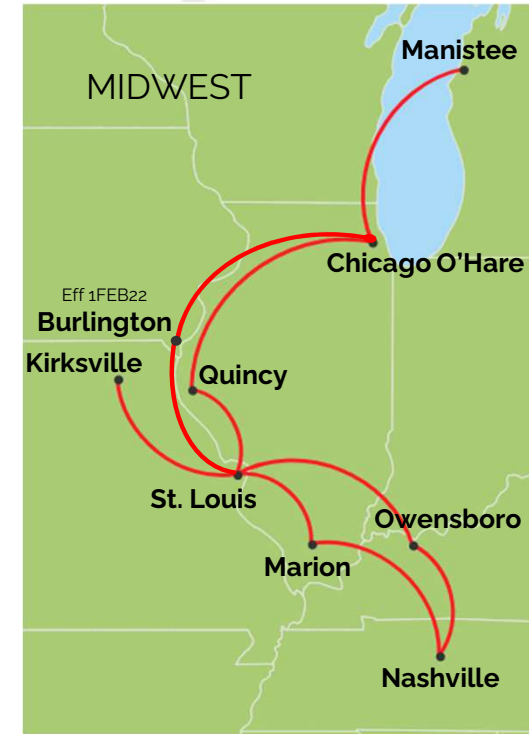 Manistee
MIDWEST
Chicago O'Hare
Eff 1FEB22
Burlington
Kirksville
Quincy
St. Louis
Owensboro
Marion
Nashville